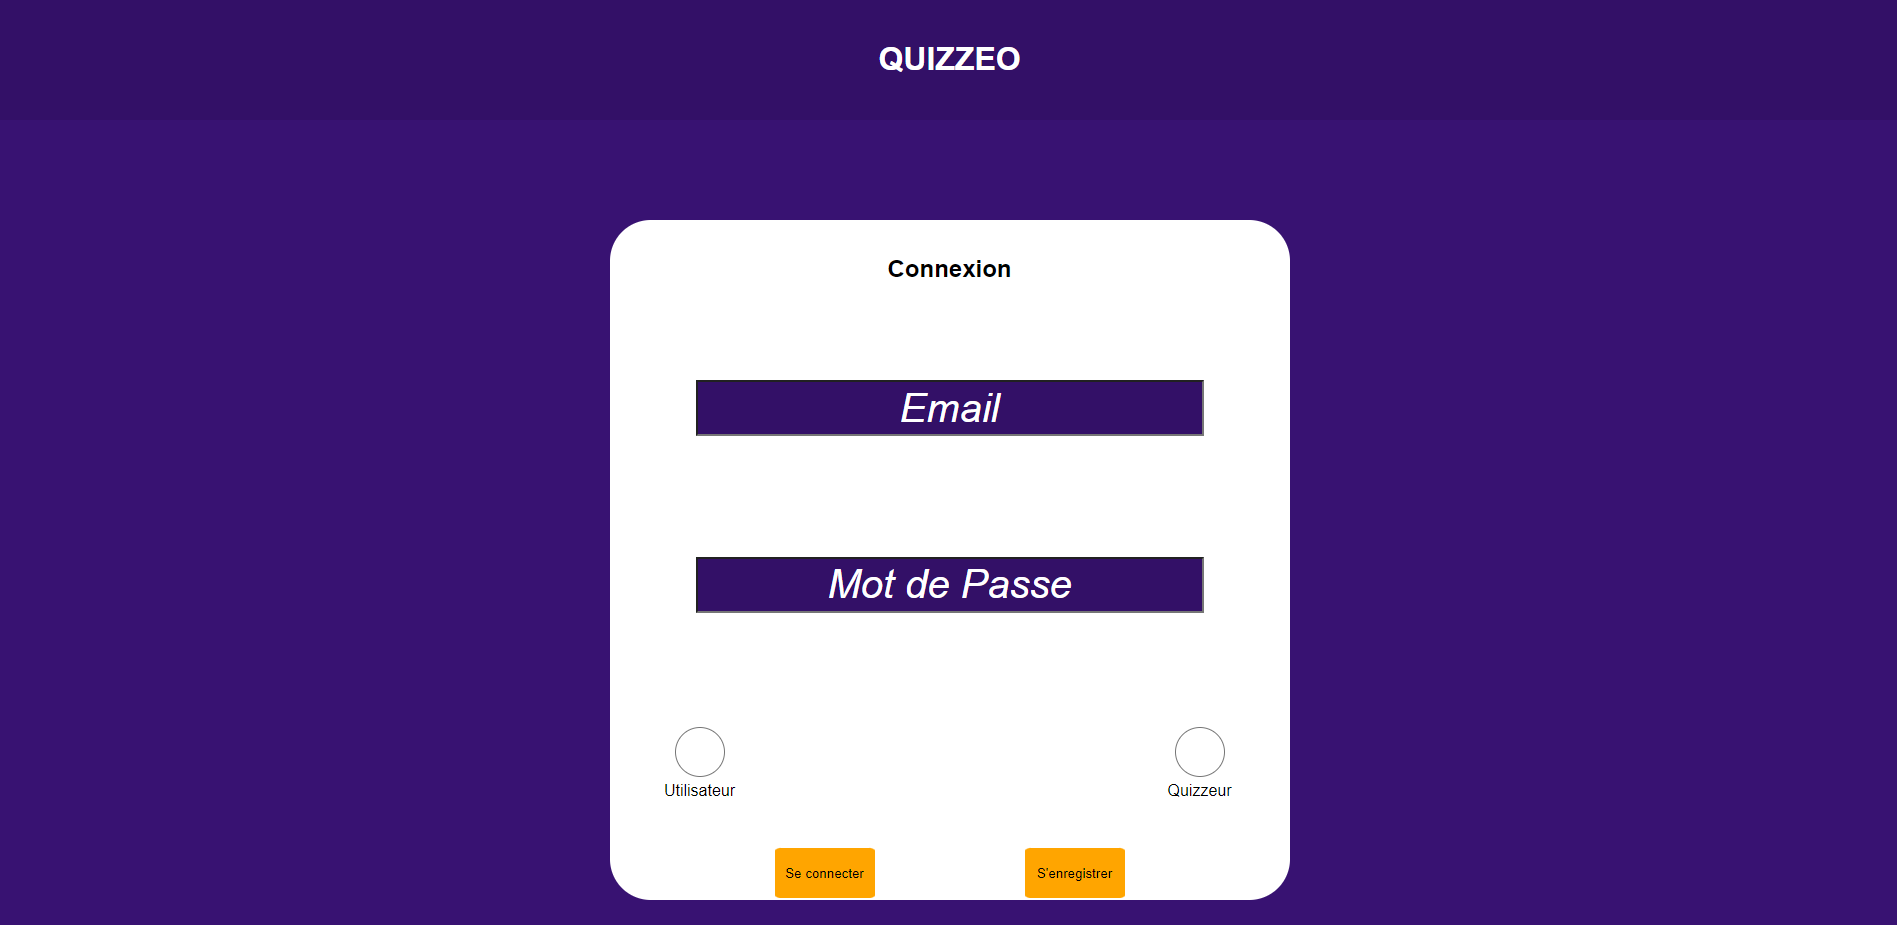 QUIZZEO
Connexion
Email
Mot de Passe
Utilisateur
Quizzeur
Se connecter
S'enregistrer